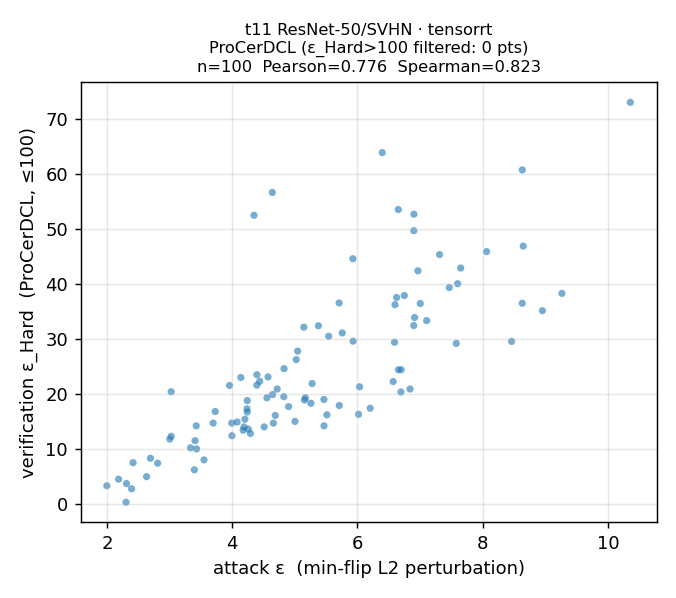 t11 ResNet-50/SVHN · tensorrt
ProCerDCL (ε_Hard>100 filtered: 0 pts)
n=100  Pearson=0.776  Spearman=0.823
verification ε_Hard  (ProCerDCL, ≤100)
70
60
50
40
30
20
10
0
2 4 6 8 10
attack ε  (min-flip L2 perturbation)